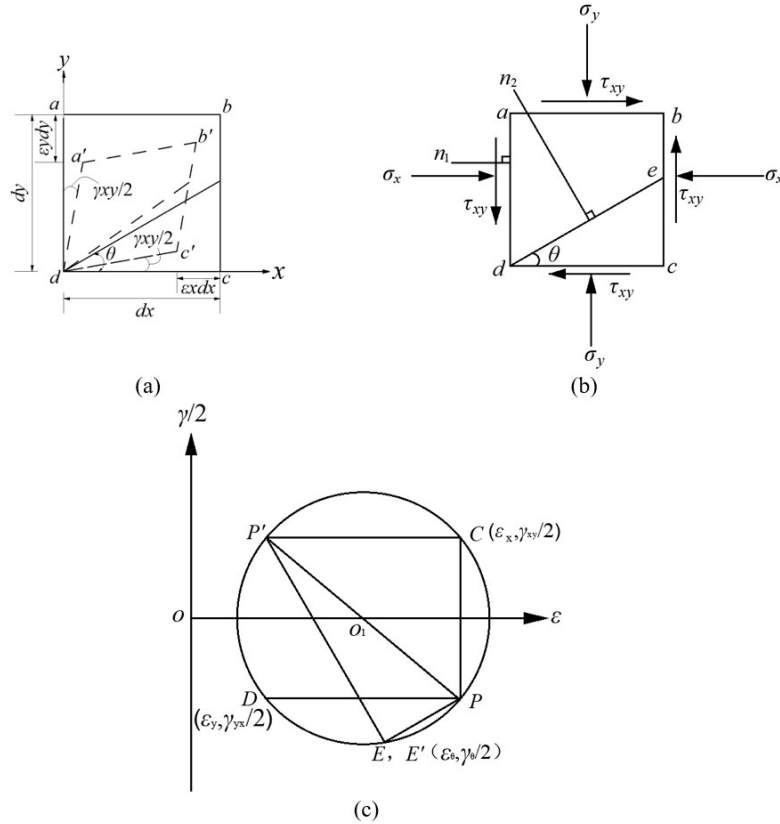 y
a
b
εydy
a'
b'
dy
γxy/2
γxy/2
c'
θ
d
c
x
εxdx
dx
(a)
σy
n2
τxy
a
b
n1
e
σx
σx
τxy
τxy
θ
d
c
τxy
σy
(b)
γ/2
P'
C (εx,γxy/2)
o
o1
ε
D
P
(εy,γyx/2)
E, E' (εθ,γθ/2)
(c)